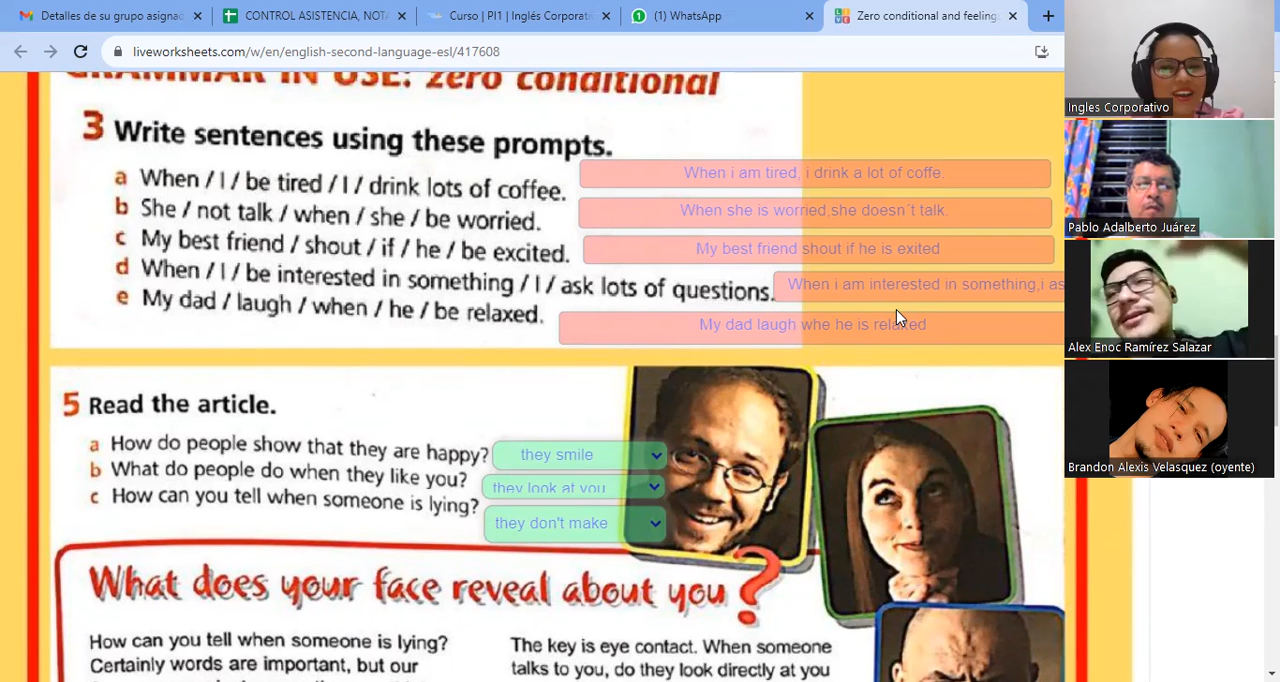 Detalles de su grupo asignad
CONTROL ASISTENCIA, NOTA
Curso | PI1 | Inglés Corporati
(1) WhatsApp
Zero conditional and feeling
liveworksheets.com/w/en/english-second-language-esl/417608
GRAMMAR IN USE: zero conditional
3 Write sentences using these prompts.
a When / I / be tired / I / drink lots of coffee.
When i am tired, i drink a lot of coffe.
b She / not talk / when / she / be worried.
When she is worried,she doesn´t talk.
c My best friend / shout / if / he / be excited.
My best friend shout if he is exited
d When / I / be interested in something / I / ask lots of questions.
When i am interested in something,i as
e My dad / laugh / when / he / be relaxed.
My dad laugh whe he is relaxed
5 Read the article.
a How do people show that they are happy?
they smile
b What do people do when they like you?
they look at you
c How can you tell when someone is lying?
they don't make
What does your face reveal about you?
How can you tell when someone is lying?
Certainly words are important, but our
The key is eye contact. When someone
talks to you, do they look directly at you
Ingles Corporativo
Pablo Adalberto Juárez
Alex Enoc Ramírez Salazar
Brandon Alexis Velasquez (oyente)